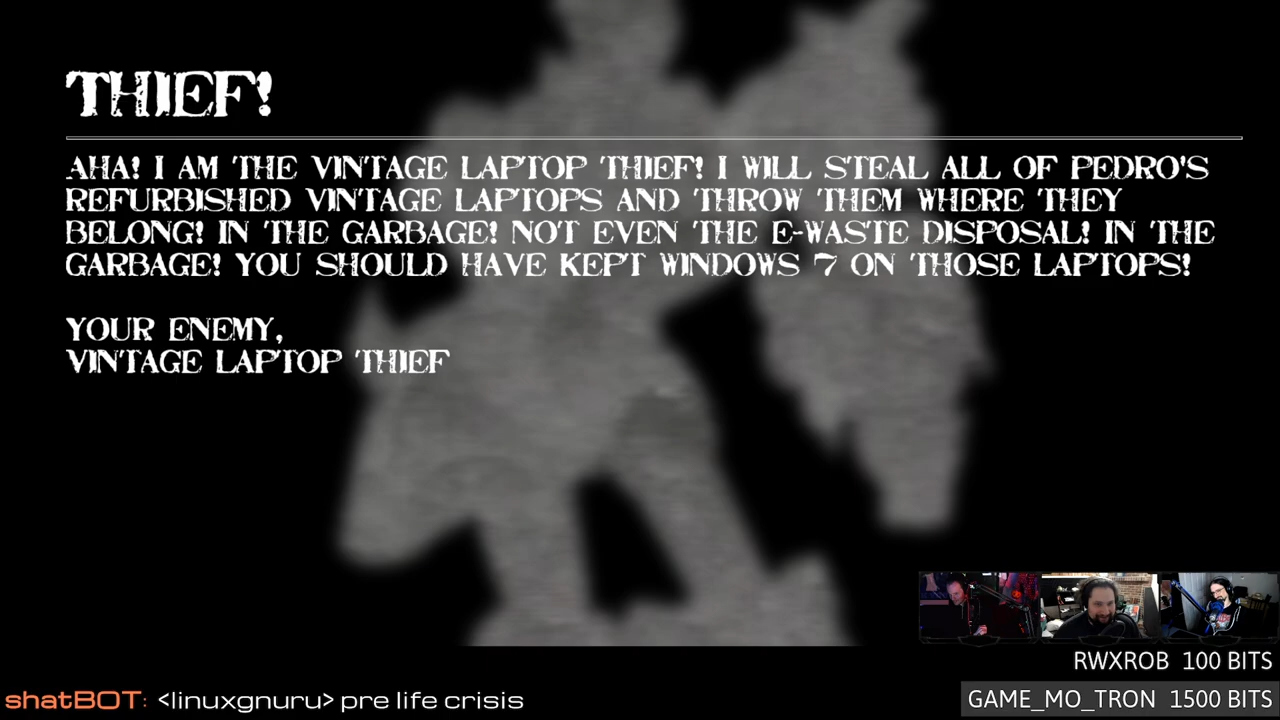 THIEF!
AHA! I AM THE VINTAGE LAPTOP THIEF! I WILL STEAL ALL OF PEDRO'S
REFURBISHED VINTAGE LAPTOPS AND THROW THEM WHERE THEY
BELONG! IN THE GARBAGE! NOT EVEN THE E-WASTE DISPOSAL! IN THE
GARBAGE! YOU SHOULD HAVE KEPT WINDOWS 7 ON THOSE LAPTOPS!
YOUR ENEMY,
VINTAGE LAPTOP THIEF
RWXROB 100 BITS
shatBOT: <linuxgnuru> pre life crisis
GAME_MO_TRON 1500 BITS